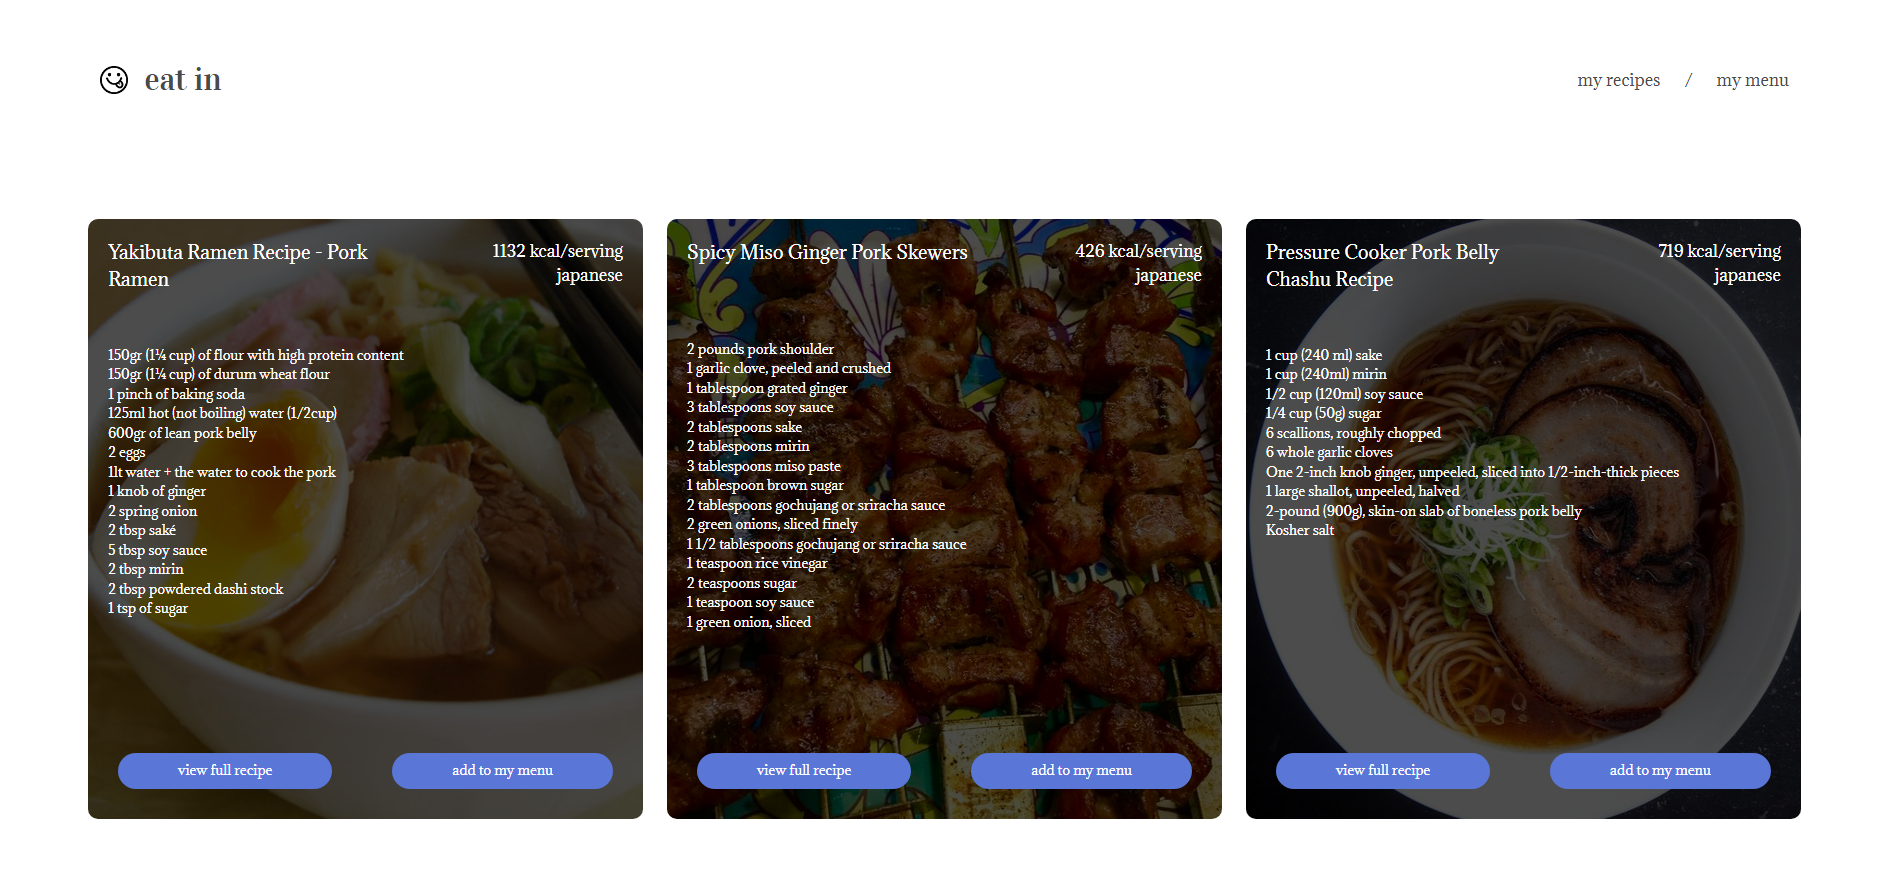 eat in
my recipes / my menu
Yakibuta Ramen Recipe - Pork
Ramen
1132 kcal/serving
japanese
150gr (1¼ cup) of flour with high protein content
150gr (1¼ cup) of durum wheat flour
1 pinch of baking soda
125ml hot (not boiling) water (1/2cup)
600gr of lean pork belly
2 eggs
1lt water + the water to cook the pork
1 knob of ginger
2 spring onion
2 tbsp saké
5 tbsp soy sauce
2 tbsp mirin
2 tbsp powdered dashi stock
1 tsp of sugar
view full recipe
add to my menu
Spicy Miso Ginger Pork Skewers
426 kcal/serving
japanese
2 pounds pork shoulder
1 garlic clove, peeled and crushed
1 tablespoon grated ginger
3 tablespoons soy sauce
2 tablespoons sake
2 tablespoons mirin
3 tablespoons miso paste
1 tablespoon brown sugar
2 tablespoons gochujang or sriracha sauce
2 green onions, sliced finely
1 1/2 tablespoons gochujang or sriracha sauce
1 teaspoon rice vinegar
2 teaspoons sugar
1 teaspoon soy sauce
1 green onion, sliced
view full recipe
add to my menu
Pressure Cooker Pork Belly
Chashu Recipe
719 kcal/serving
japanese
1 cup (240 ml) sake
1 cup (240ml) mirin
1/2 cup (120ml) soy sauce
1/4 cup (50g) sugar
6 scallions, roughly chopped
6 whole garlic cloves
One 2-inch knob ginger, unpeeled, sliced into 1/2-inch-thick pieces
1 large shallot, unpeeled, halved
2-pound (900g), skin-on slab of boneless pork belly
Kosher salt
view full recipe
add to my menu